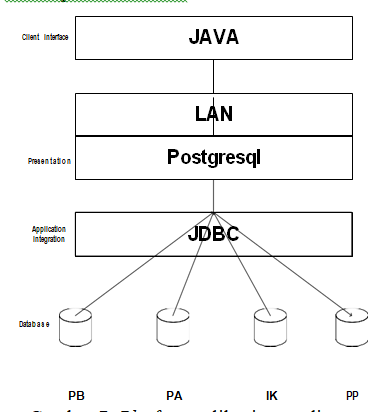 Client Interface
JAVA
LAN
Presentation
Postgresql
Application
Integration
JDBC
Database
PB PA IK PP